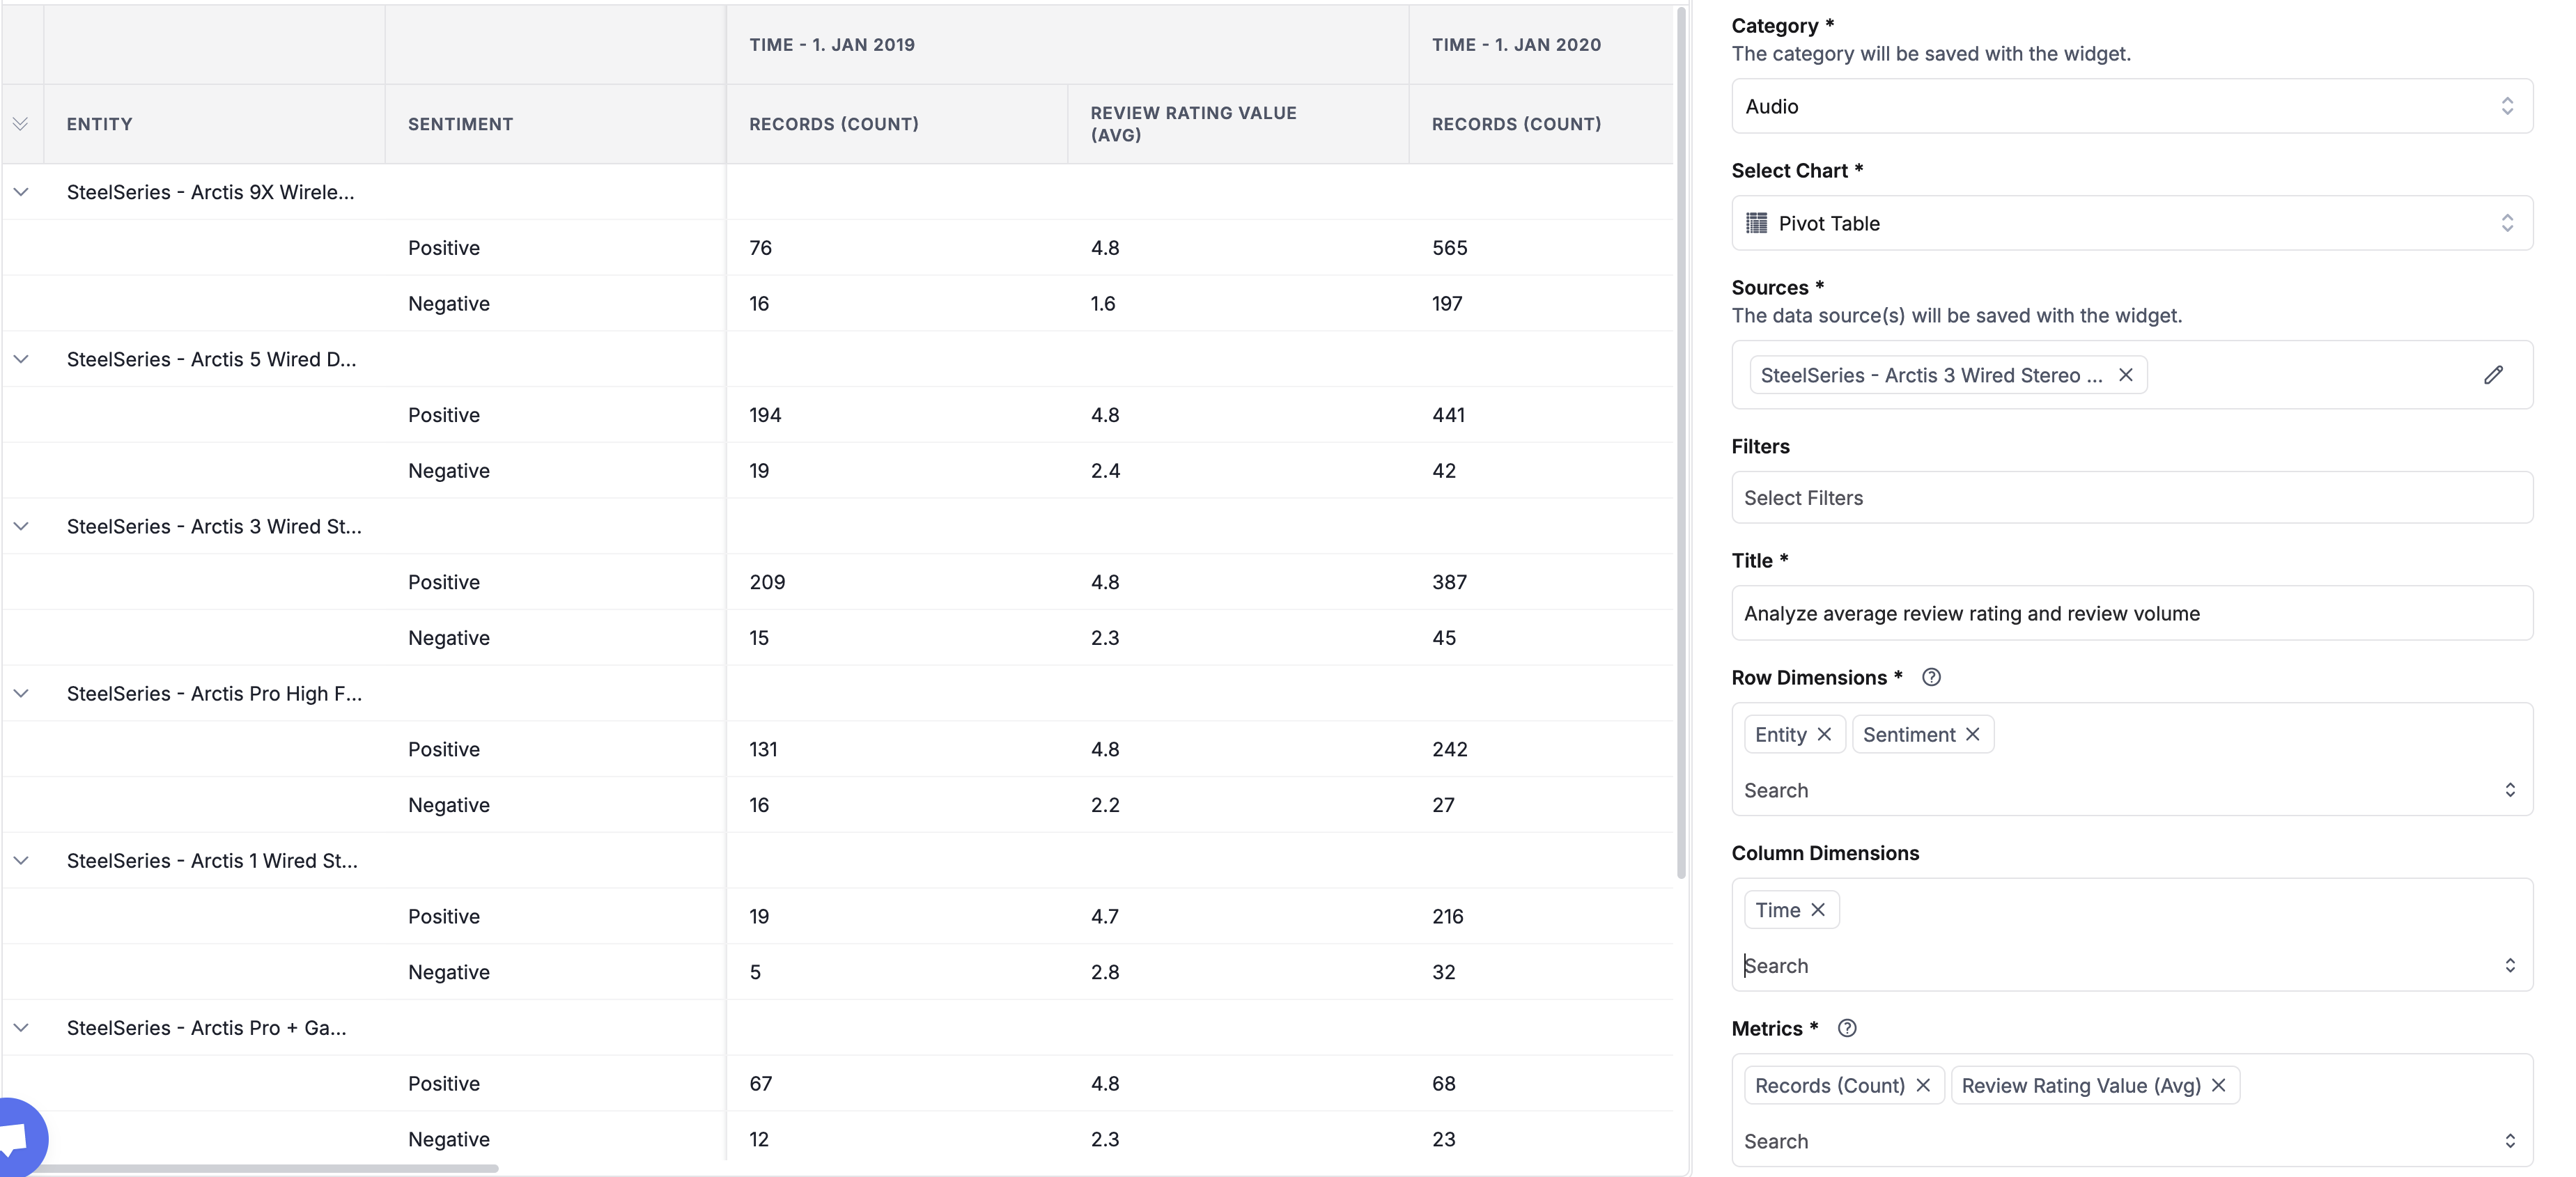 TIME - 1. JAN 2019 TIME - 1. JAN 2020
ENTITY SENTIMENT RECORDS (COUNT) REVIEW RATING VALUE (AVG) RECORDS (COUNT)
SteelSeries - Arctis 9X Wirele...
Positive 76 4.8 565
Negative 16 1.6 197
SteelSeries - Arctis 5 Wired D...
Positive 194 4.8 441
Negative 19 2.4 42
SteelSeries - Arctis 3 Wired St...
Positive 209 4.8 387
Negative 15 2.3 45
SteelSeries - Arctis Pro High F...
Positive 131 4.8 242
Negative 16 2.2 27
SteelSeries - Arctis 1 Wired St...
Positive 19 4.7 216
Negative 5 2.8 32
SteelSeries - Arctis Pro + Ga...
Positive 67 4.8 68
Negative 12 2.3 23
Category *
The category will be saved with the widget.
Audio
Select Chart *
Pivot Table
Sources *
The data source(s) will be saved with the widget.
SteelSeries - Arctis 3 Wired Stereo ...
Filters
Select Filters
Title *
Analyze average review rating and review volume
Row Dimensions *
Entity Sentiment
Search
Column Dimensions
Time
Search
Metrics *
Records (Count) Review Rating Value (Avg)
Search